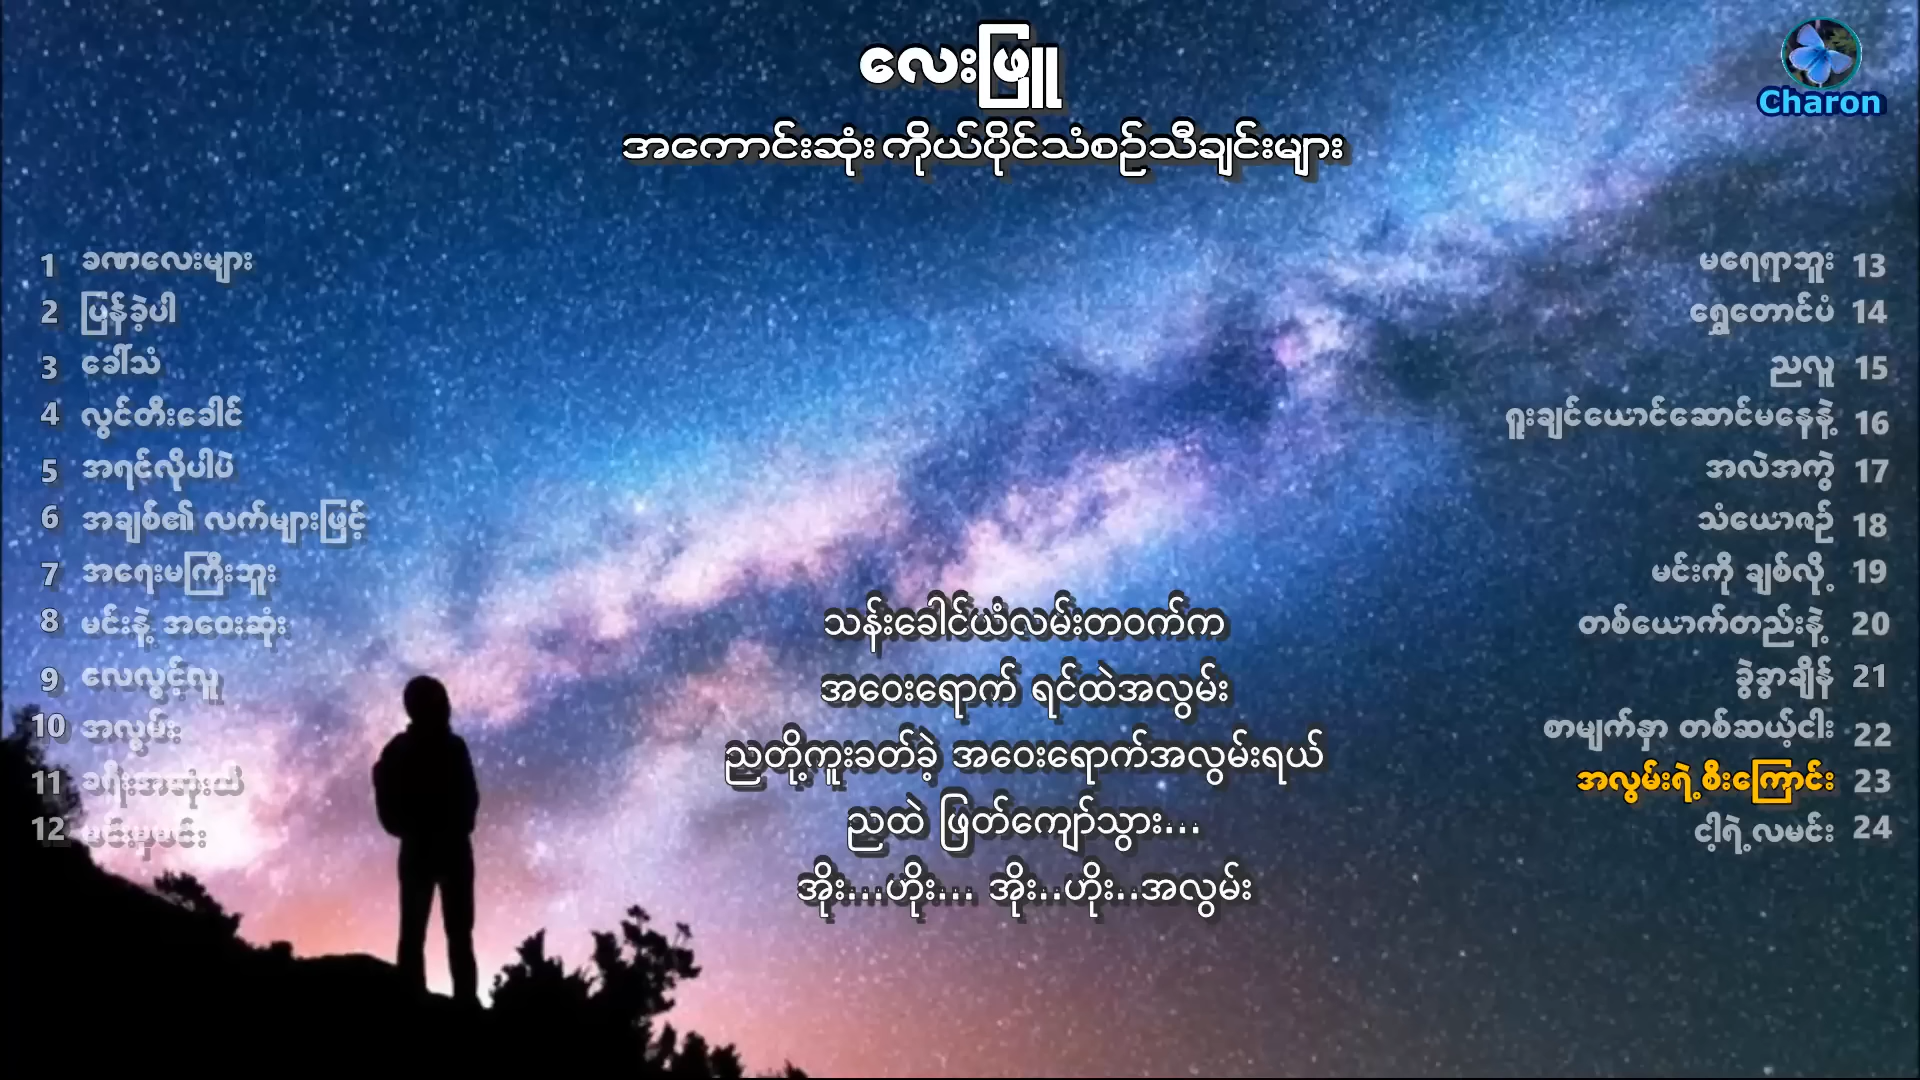 လေးဖြူ
အကောင်းဆုံး ကိုယ်ပိုင်သံစဉ်သီချင်းများ
Charon
1 ခဏလေးများ
2 ပြန်ခဲ့ပါ
3 ခေါ်သံ
4 လွင်တီးခေါင်
5 အရင်လိုပါပဲ
6 အချစ်၏ လက်များဖြင့်
7 အရေးမကြီးဘူး
8 မင်းနဲ့ အဝေးဆုံး
9 လေလွင့်လူ
10 အလွမ်း
11 ခရီးအဆုံးထိ
12 မင်းမှမင်း
မရေရာဘူး 13
ရွှေတောင်ပံ 14
ညလူ 15
ရူးချင်ယောင်ဆောင်မနေနဲ့ 16
အလဲအကွဲ 17
သံယောဇဉ် 18
မင်းကို ချစ်လို့ 19
တစ်ယောက်တည်းနဲ့ 20
ခွဲခွာချိန် 21
စာမျက်နှာ တစ်ဆယ့်ငါး 22
အလွမ်းရဲ့စီးကြောင်း 23
ငါ့ရဲ့လမင်း 24
သန်းခေါင်ယံလမ်းတဝက်က
အဝေးရောက် ရင်ထဲအလွမ်း
ညတို့ကူးခတ်ခဲ့ အဝေးရောက်အလွမ်းရယ်
ညထဲ ဖြတ်ကျော်သွား...
အိုး...ဟိုး... အိုး..ဟိုး..အလွမ်း